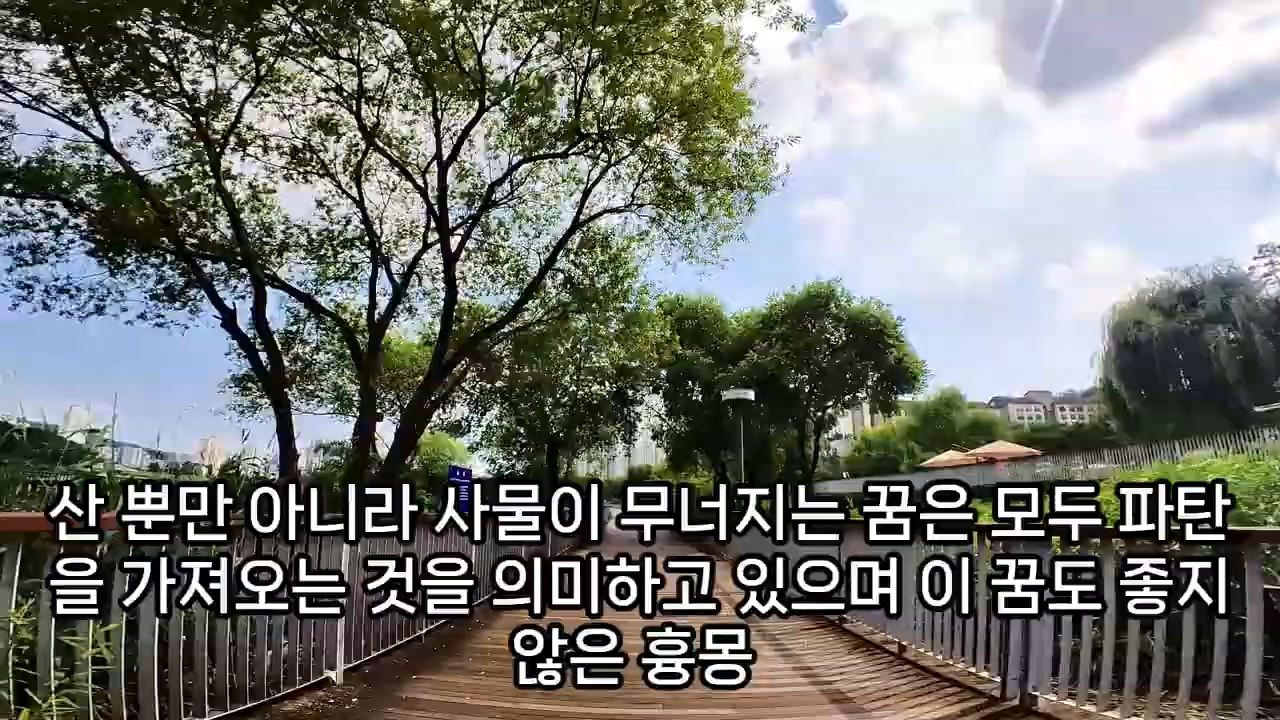 산 뿐만 아니라 사물이 무너지는 꿈은 모두 파탄
을 가져오는 것을 의미하고 있으며 이 꿈도 좋지
않은 흉몽